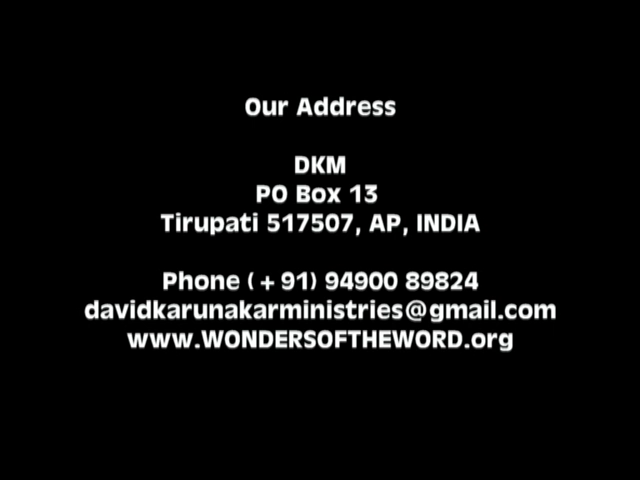 Our Address
DKM
PO Box 13
Tirupati 517507, AP, INDIA
Phone (+91) 94900 89824
davidkarunakarministries@gmail.com
www.WONDERSOFTHEWORD.org